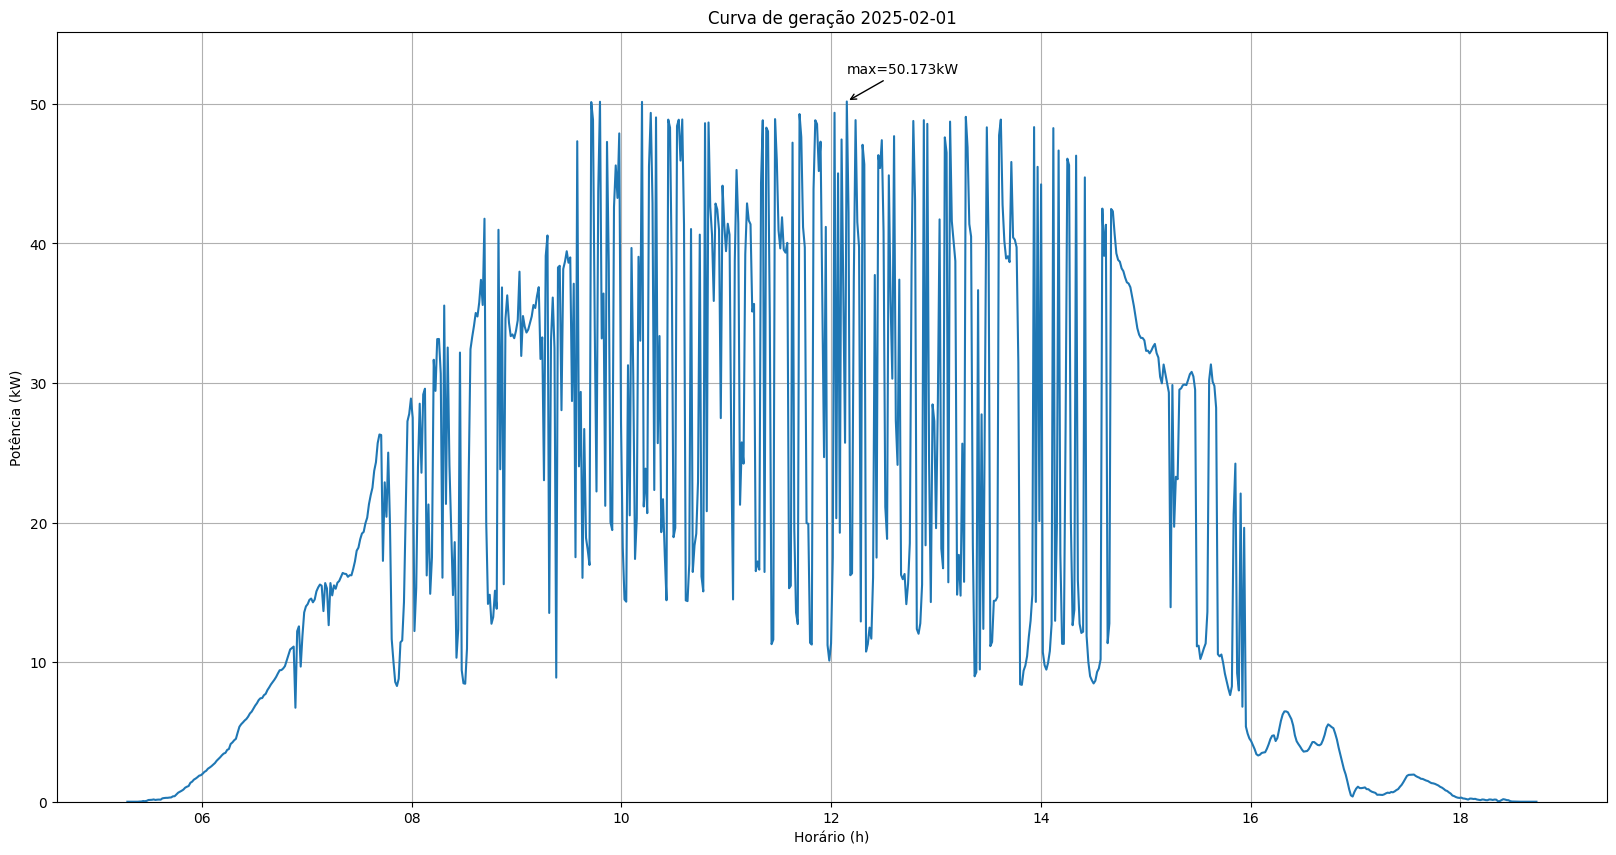 Curva de geração 2025-02-01
max=50.173kW
50
40
30
20
10
0
Potência (kW)
06 08 10 12 14 16 18
Horário (h)